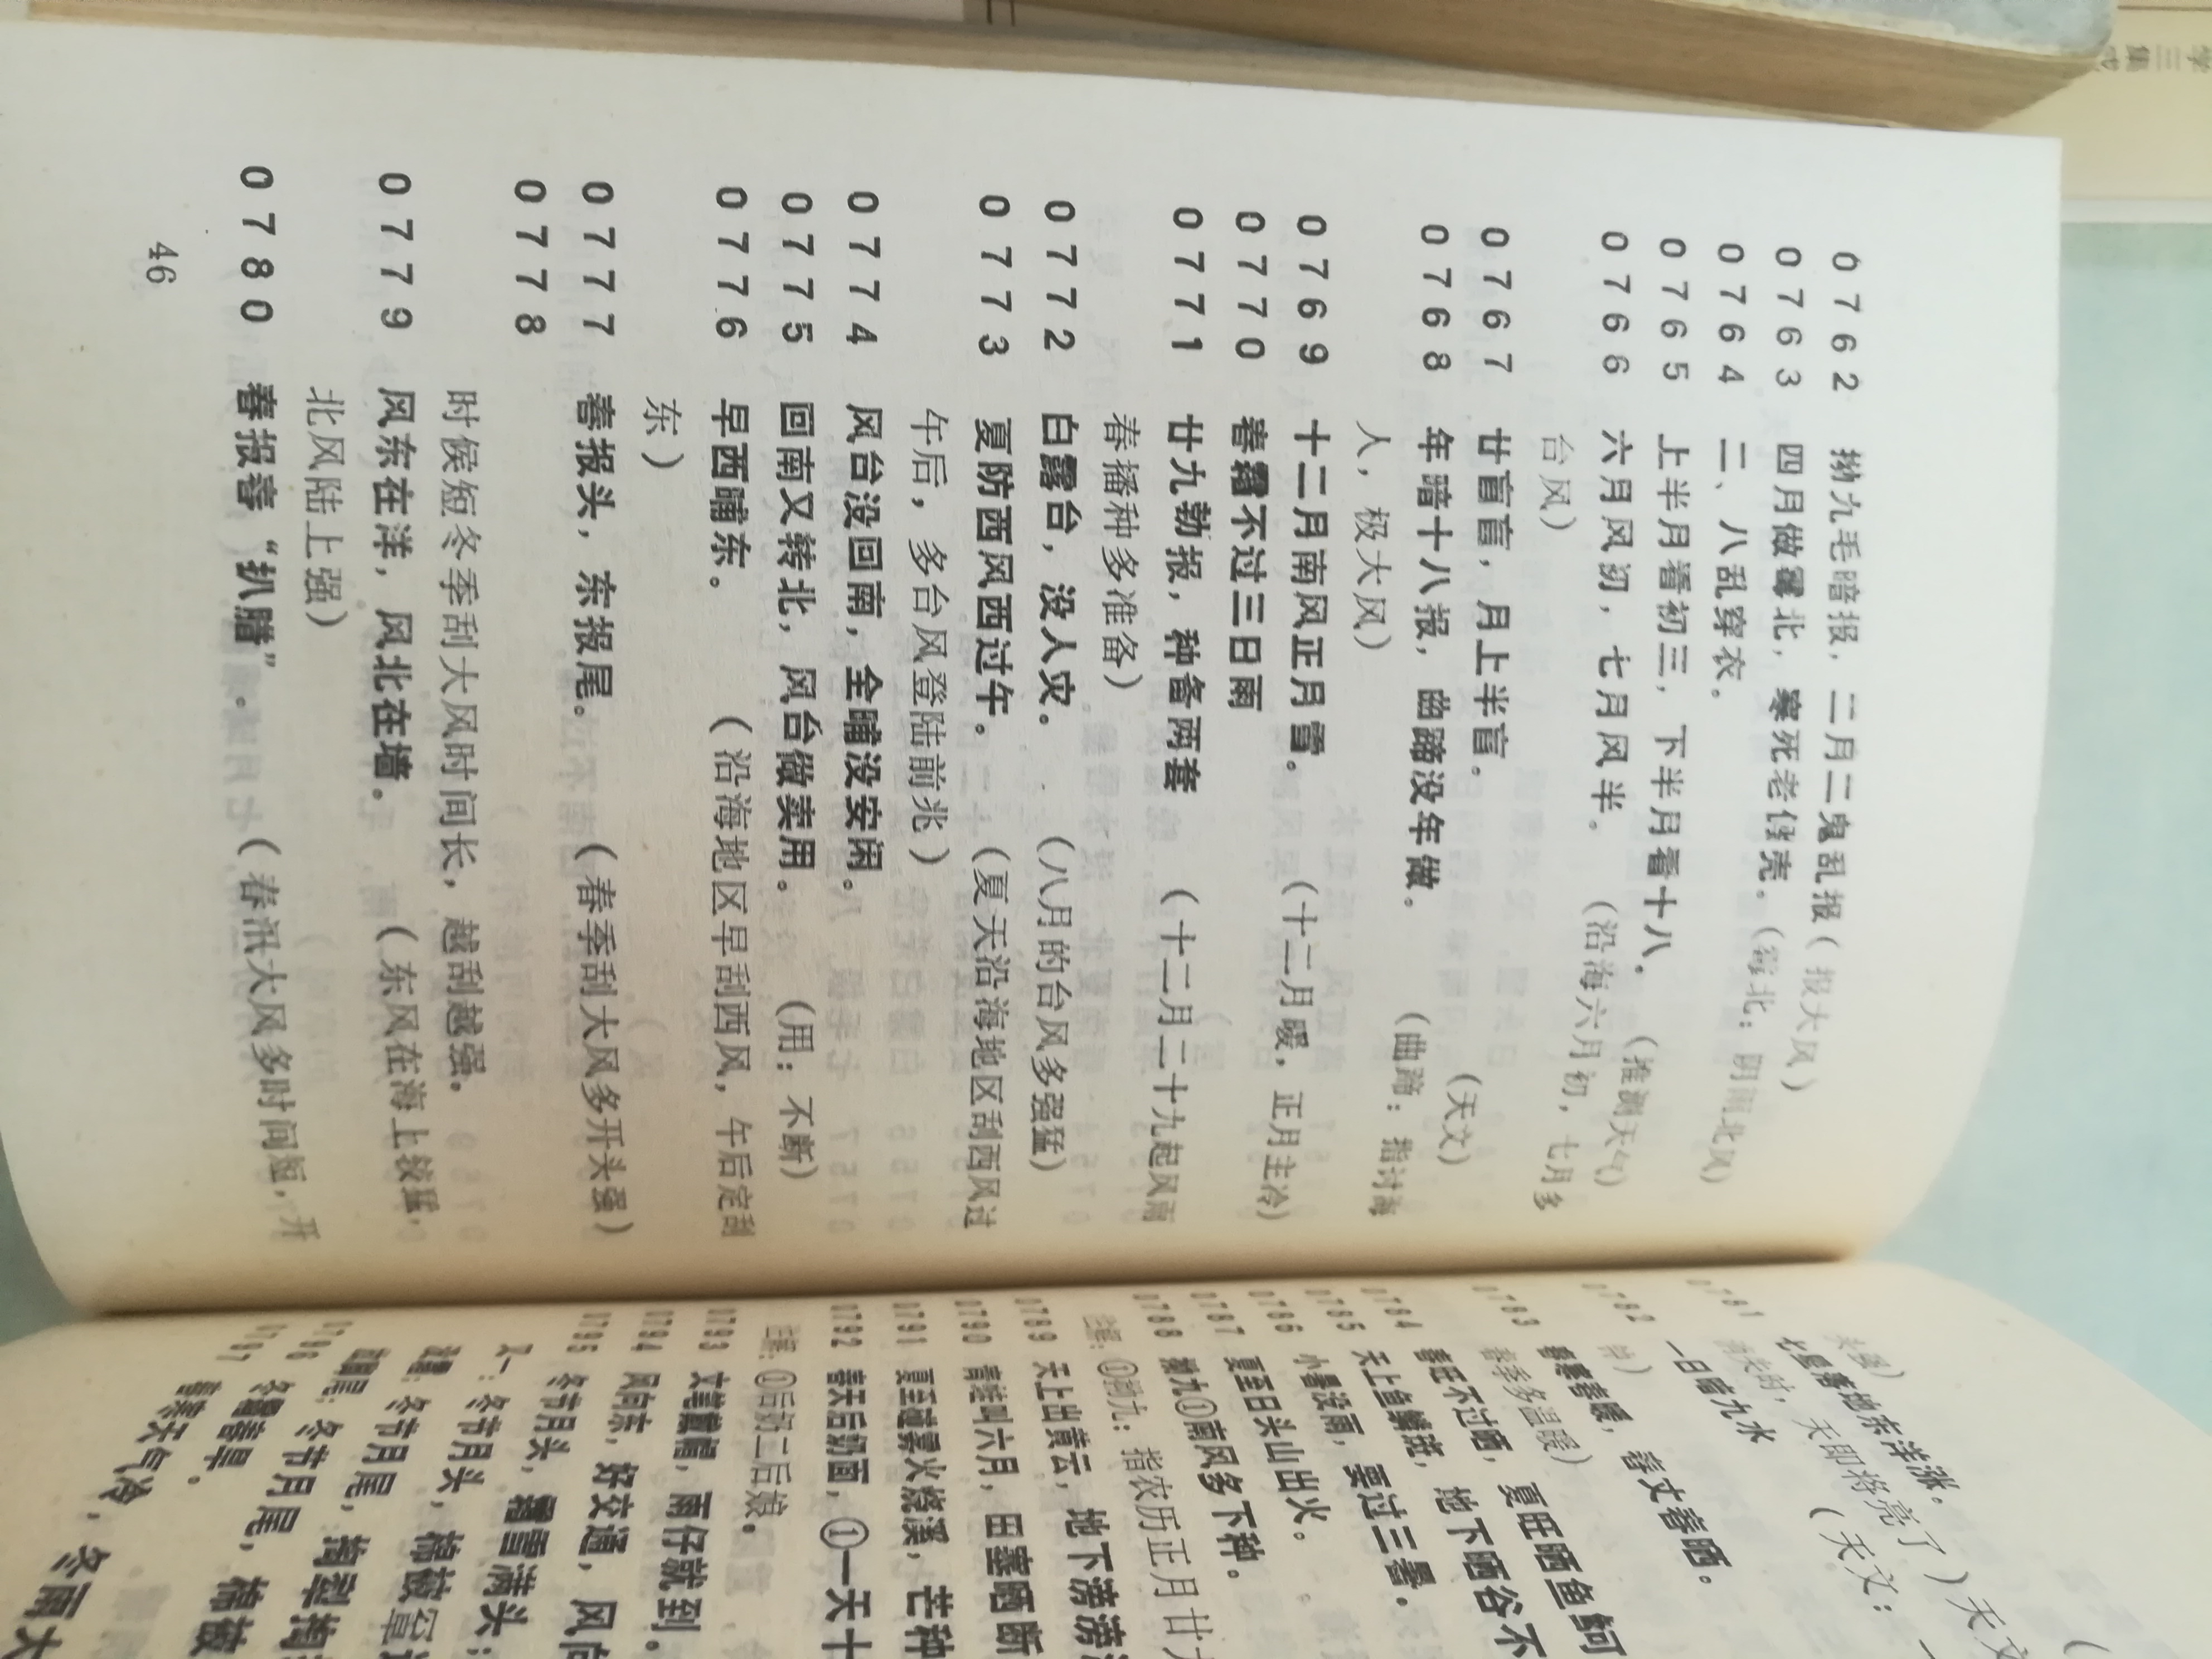 学三集成
0762 拗九毛暗报，二月二鬼乱报（报大风）
0763 四月做霉北，寒死老 壳。（霉北：阴雨北风）
0764 二、八乱穿衣。
0765 上半月看初三，下半月看十八。（推测天气）
0766 六月风初，七月风半。（沿海六月初，七月多
台风）
0767 廿盲盲，月上半盲。（天文）
0768 年暗十八报，曲蹄没年做。（曲蹄：指讨海
人，极大风）
0769 十二月南风正月雪。（十二月暖，正月主冷）
0770 春霜不过三日雨
0771 廿九勃报，种备两套（十二月二十九起风雨
春播种多准备）
0772 白露台，没人灾。（八月的台风多强猛）
0773 夏防西风西过午。（夏天沿海地区刮西风过
午后，多台风登陆前兆）
0774 风台没回南，全晡没安闲。
0775 回南又转北，风台做卖用。（用：不断）
0776 早西晡东。（沿海地区早刮西风，午后定刮
东）
0777 春报头，东报尾。（春季刮大风多开头强）
0778
时候短冬季刮大风时间长，越刮越强。
0779 风东在洋，风北在墙。（东风在海上较猛，
北风陆上强）
0780 春报春“扒腊”。（春汛大风多时间短，开
46
头强）
0781 七星落地东洋涨。
消失时，天即将亮了）天文
0782 一日暗九水（天文：一
0783 春寒春暖，春丈春晒。
春季多温暖）
0784 春旺不过晒，夏旺晒鱼
0785 天上鱼鳞斑，地下晒谷不
0786 小暑没雨，要过三暑。
0787 夏至日头山出火。
0788 拗九①南风多下种。
注解：①拗九：指农历正月廿九
0789 天上出黄云，地下滂滂
0790 青蛙叫六月，田塞晒断
0791 夏至碰雾火烧溪，芒种
0792 春天后奶面，①一天十
注解：①后奶二后娘。
0793 文笔戴帽，雨仔就到。
0794 风向东，好交通，风向
0795 冬节月头，霜雪满头；
又一：冬节月头，棉被
冬节月尾，掏犁掏
冬节月尾，棉被
0796 冬霜春旱。
0797 春寒天气冷，冬雨大